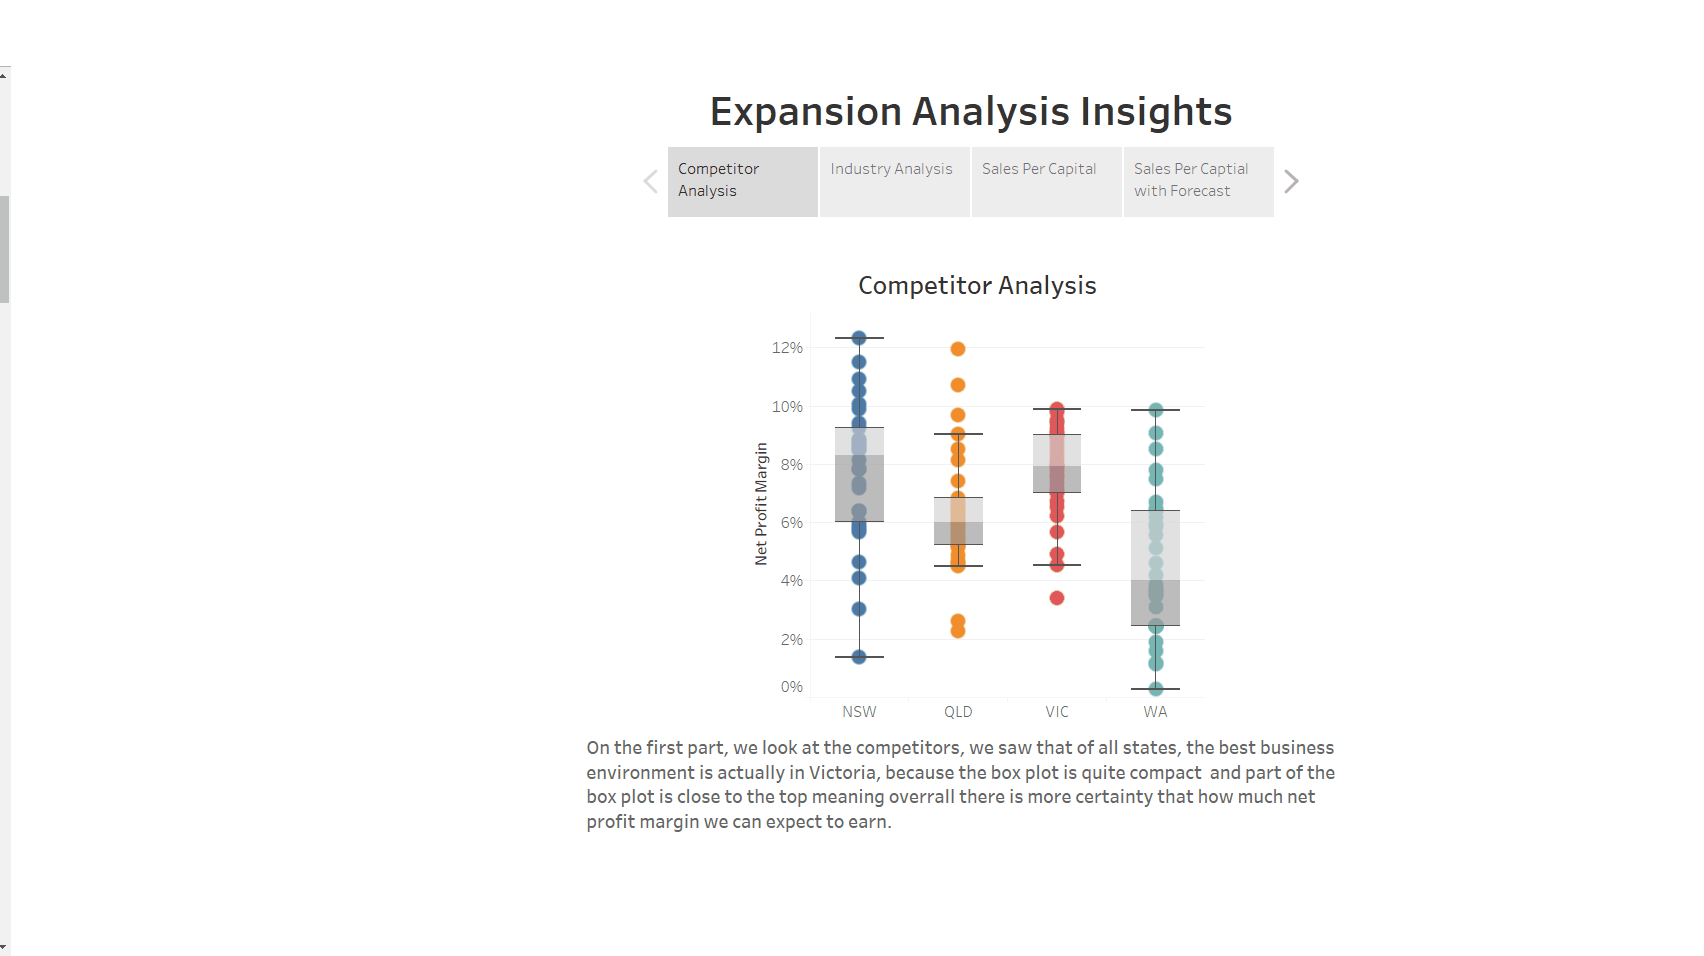 Expansion Analysis Insights
Competitor
Analysis
Industry Analysis
Sales Per Capital
Sales Per Captial
with Forecast
Competitor Analysis
Net Profit Margin
12%
10%
8%
6%
4%
2%
0%
NSW
QLD
VIC
WA
On the first part, we look at the competitors, we saw that of all states, the best business
environment is actually in Victoria, because the box plot is quite compact  and part of the
box plot is close to the top meaning overrall there is more certainty that how much net
profit margin we can expect to earn.